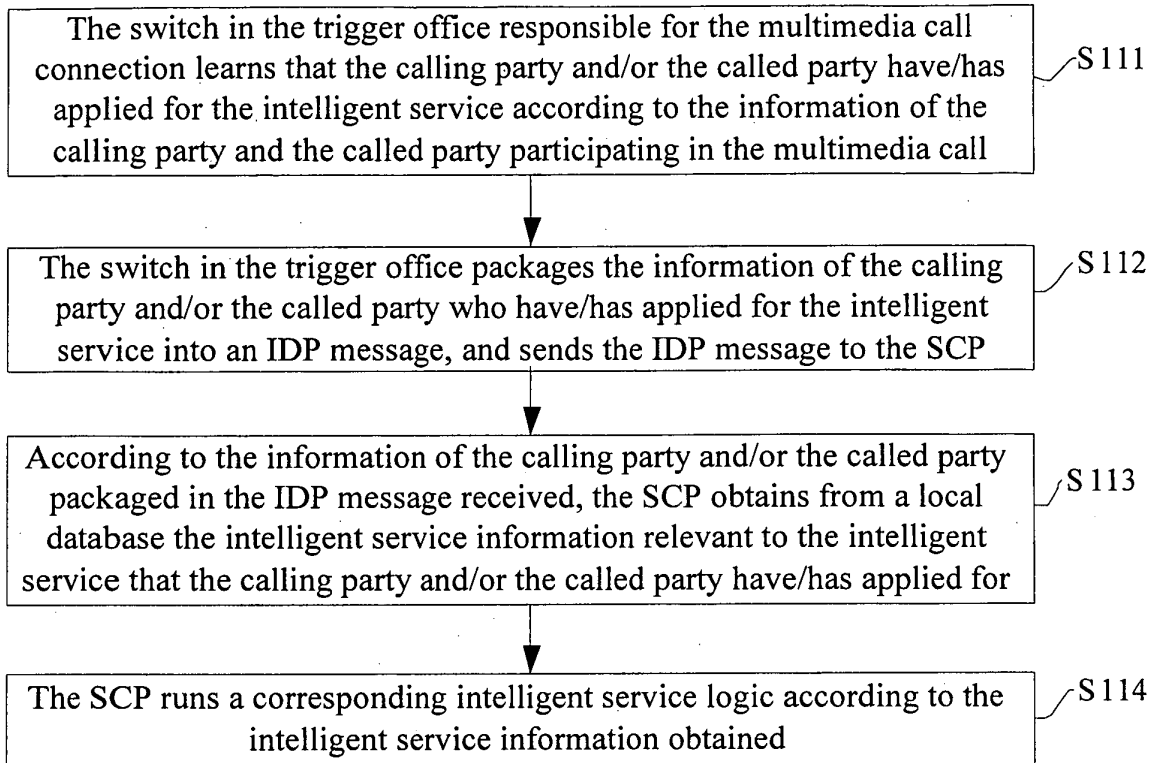 The switch in the trigger office responsible for the multimedia call
connection learns that the calling party and/or the called party have/has
applied for the intelligent service according to the information of the
calling party and the called party participating in the multimedia call
S111
The switch in the trigger office packages the information of the calling
party and/or the called party who have/has applied for the intelligent
service into an IDP message, and sends the IDP message to the SCP
S112
According to the information of the calling party and/or the called party
packaged in the IDP message received, the SCP obtains from a local
database the intelligent service information relevant to the intelligent
service that the calling party and/or the called party have/has applied for
S113
The SCP runs a corresponding intelligent service logic according to the
intelligent service information obtained
S114